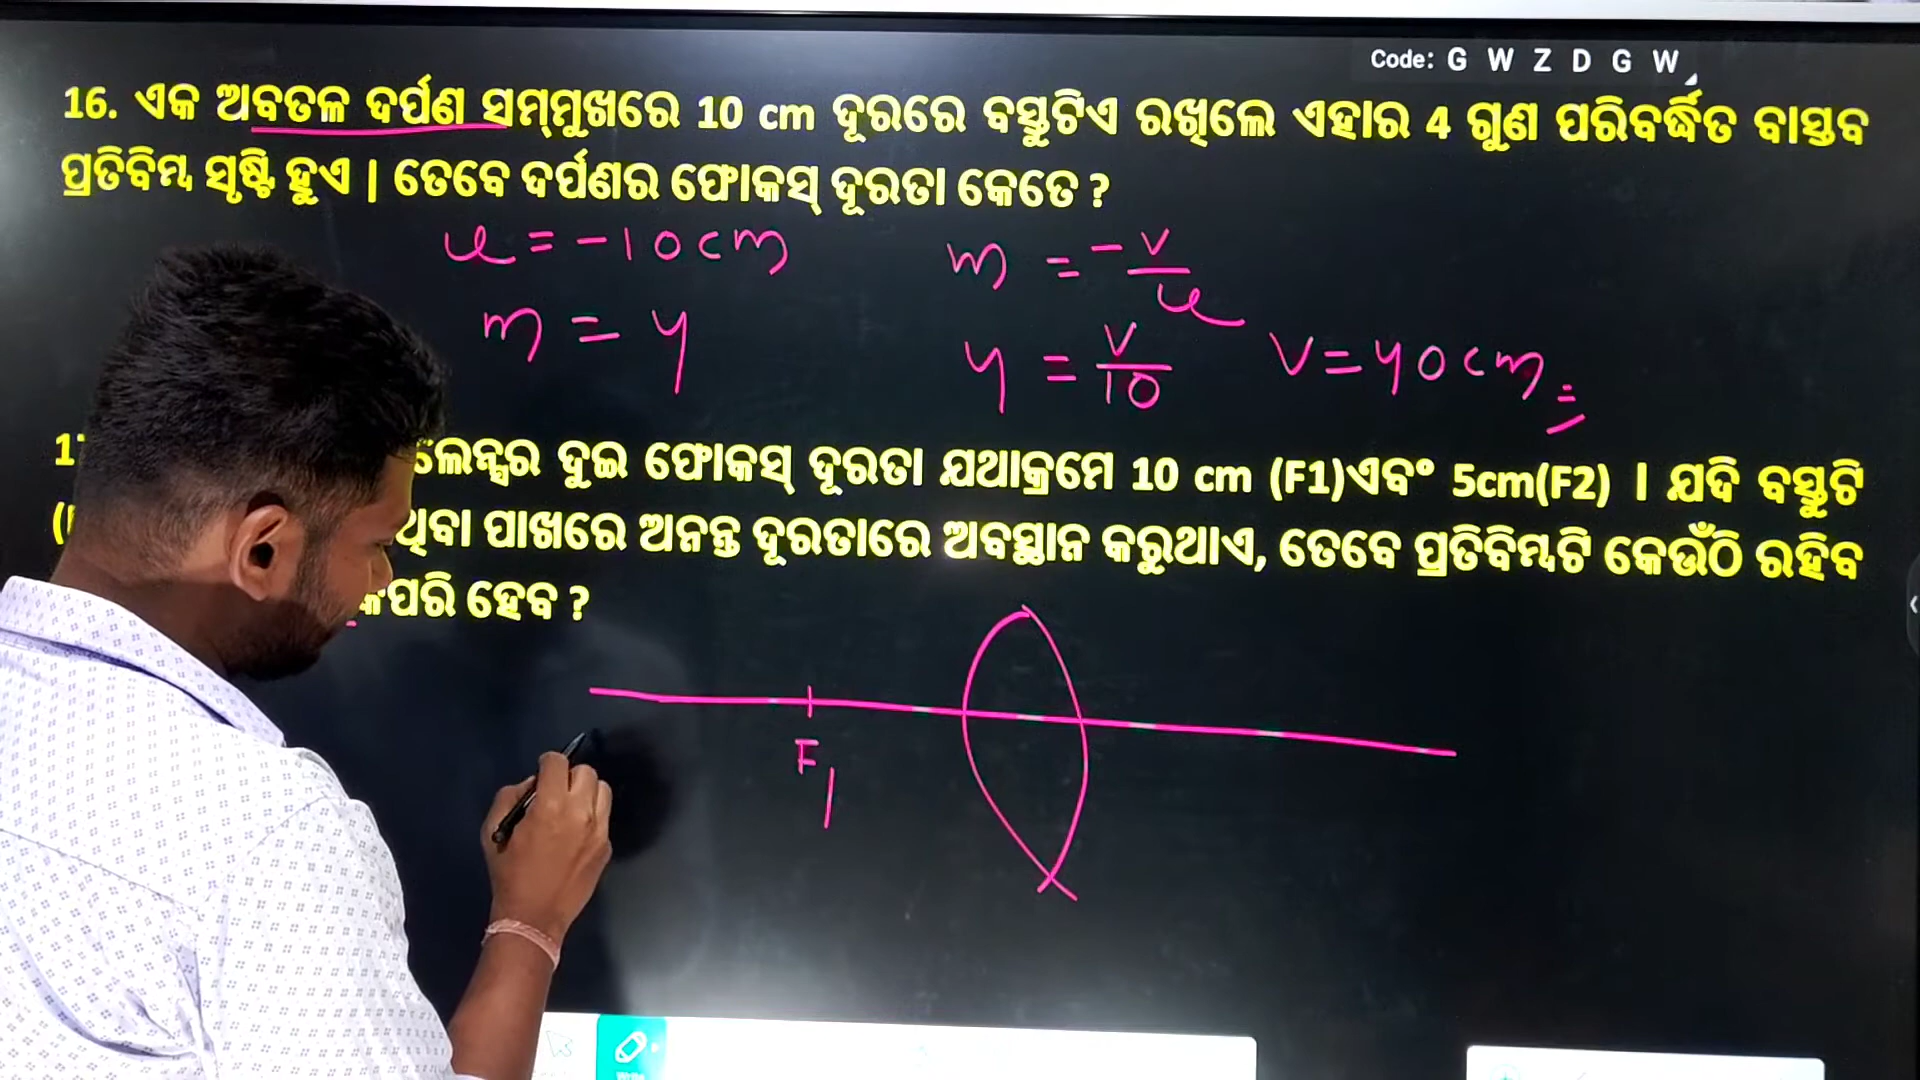 Code: G W Z D G W
16. ଏକ ଅବତଳ ଦର୍ପଣ ସମ୍ମୁଖରେ 10 cm ଦୂରରେ ବସ୍ତୁଟିଏ ରଖିଲେ ଏହାର 4 ଗୁଣ ପରିବର୍ଦ୍ଧିତ ବାସ୍ତବ
ପ୍ରତିବିମ୍ବ ସୃଷ୍ଟି ହୁଏ | ତେବେ ଦର୍ପଣର ଫୋକସ୍ ଦୂରତା କେତେ ?
u = -10cm
m = -v/u
m = 4
4 = v/10
v = 40cm
ଲେନ୍ସର ଦୁଇ ଫୋକସ୍ ଦୂରତା ଯଥାକ୍ରମେ 10 cm (F1)ଏବଂ 5cm(F2) । ଯଦି ବସ୍ତୁଟି
ଥିବା ପାଖରେ ଅନନ୍ତ ଦୂରତାରେ ଅବସ୍ଥାନ କରୁଥାଏ, ତେବେ ପ୍ରତିବିମ୍ବଟି କେଉଁଠି ରହିବ
ହେବ ?
F1